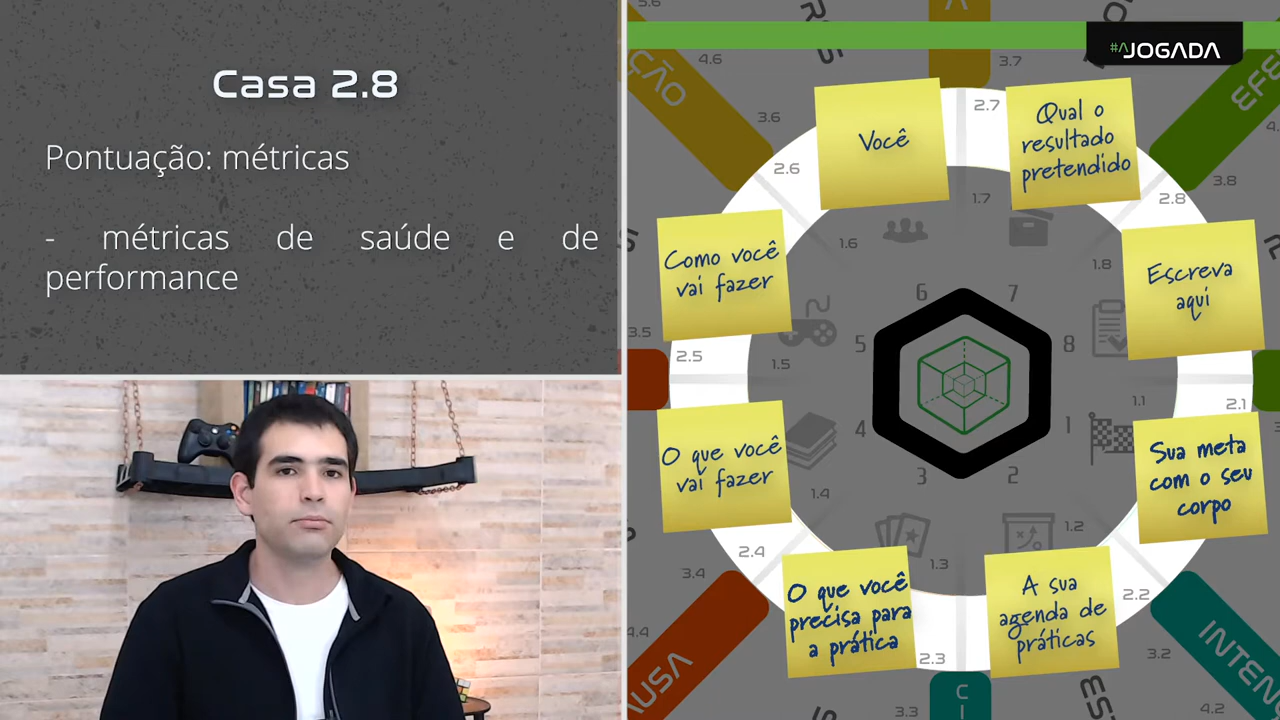 Casa 2.8
Pontuação: métricas
- métricas de saúde e de
performance
#AJOGADA
5.6
4.6
3.6
2.6
3.7
2.7
1.7
1.6
3.8
2.8
1.8
Você
Qual o
resultado
pretendido
Como você
vai fazer
Escreva
aqui
6
7
5
8
4
1
3
2
3.5
2.5
1.5
1.1
2.1
O que você
vai fazer
Sua meta
com o seu
corpo
1.4
2.4
3.4
4.4
1.3
1.2
2.2
3.2
4.2
O que você
precisa para
a prática
A sua
agenda de
práticas
2.3
3.3